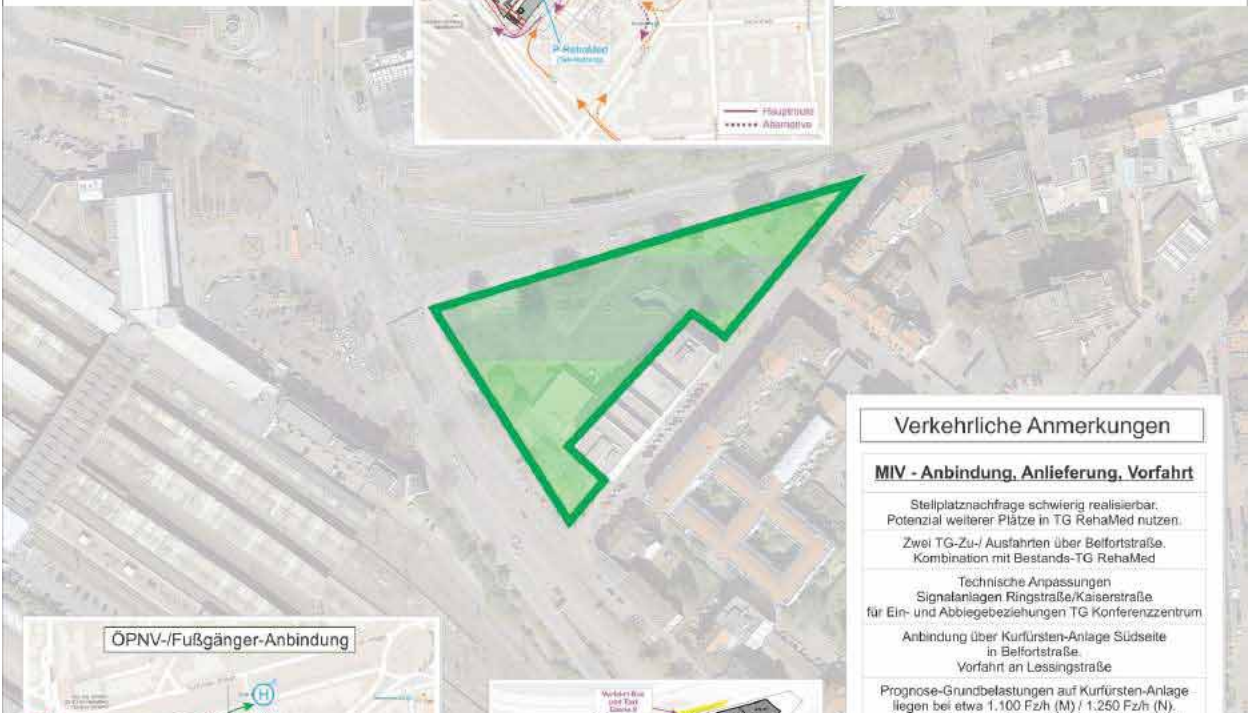 P-RehaMed
Hauptroute
Alternative
Verkehrliche Anmerkungen
MIV - Anbindung, Anlieferung, Vorfahrt
Stellplatznachfrage schwierig realisierbar.
Potenzial weiterer Plätze in TG RehaMed nutzen.
Zwei TG-Zu-/ Ausfahrten über Belfortstraße.
Kombination mit Bestands-TG RehaMed
Technische Anpassungen
Signalanlagen Ringstraße/Kaiserstraße
für Ein- und Abbiegebeziehungen TG Konferenzzentrum
Anbindung über Kurfürsten-Anlage Südseite
in Belfortstraße.
Vorfahrt an Lessingstraße
Prognose-Grundbelastungen auf Kurfürsten-Anlage
liegen bei etwa 1.100 Fz/h (M) / 1.250 Fz/h (N).
ÖPNV-/Fußgänger-Anbindung
H